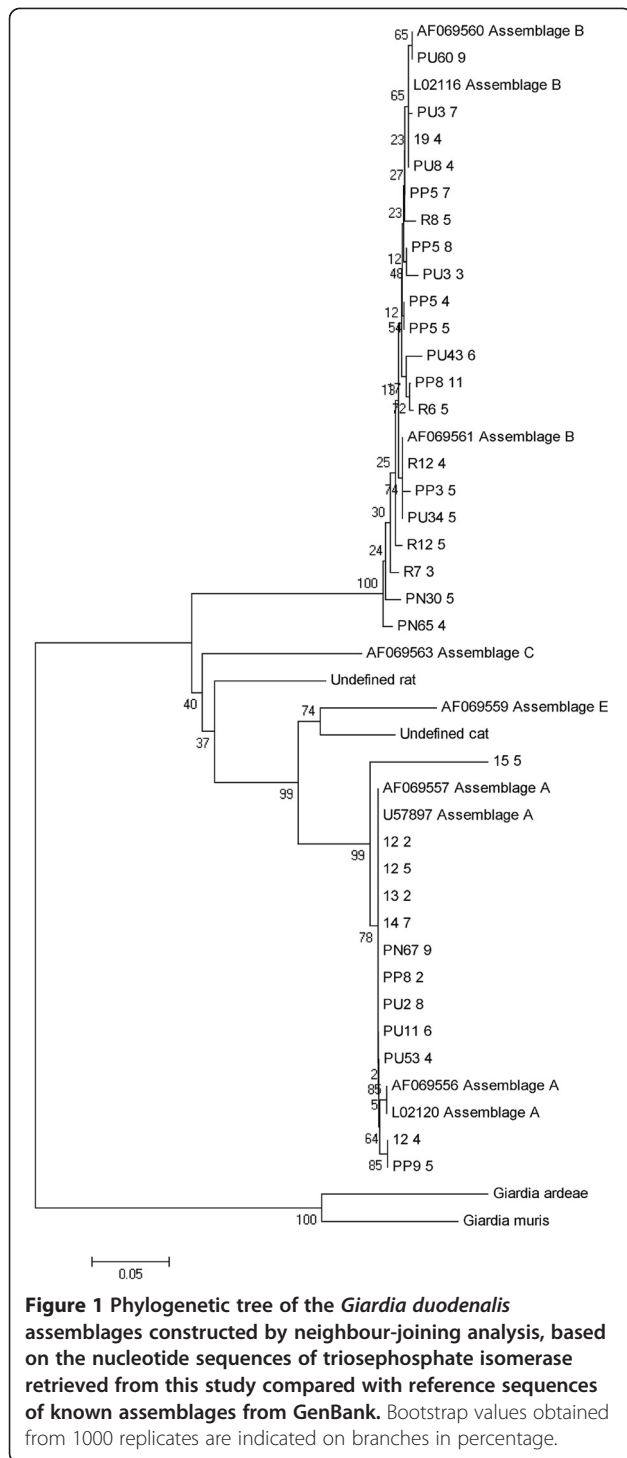 65
AF069560 Assemblage B
PU60 9
L02116 Assemblage B
65
PU3 7
23
19 4
PU8 4
27
PP5 7
23
R8 5
PP5 8
12
48
PU3 3
PP5 4
12
54
PP5 5
PU43 6
PP8 11
17
72
R6 5
AF069561 Assemblage B
25
R12 4
74
PP3 5
30
PU34 5
R12 5
24
R7 3
100
PN30 5
PN65 4
AF069563 Assemblage C
40
Undefined rat
37
74
AF069559 Assemblage E
Undefined cat
99
15 5
AF069557 Assemblage A
U57897 Assemblage A
12 2
99
12 5
13 2
14 7
78
PN67 9
PP8 2
PU2 8
PU11 6
PU53 4
2
85
AF069556 Assemblage A
5
L02120 Assemblage A
64
12 4
85
PP9 5
Giardia ardeae
100
Giardia muris
0.05
Figure 1 Phylogenetic tree of the Giardia duodenalis
assemblages constructed by neighbour-joining analysis, based
on the nucleotide sequences of triosephosphate isomerase
retrieved from this study compared with reference sequences
of known assemblages from GenBank. Bootstrap values obtained
from 1000 replicates are indicated on branches in percentage.